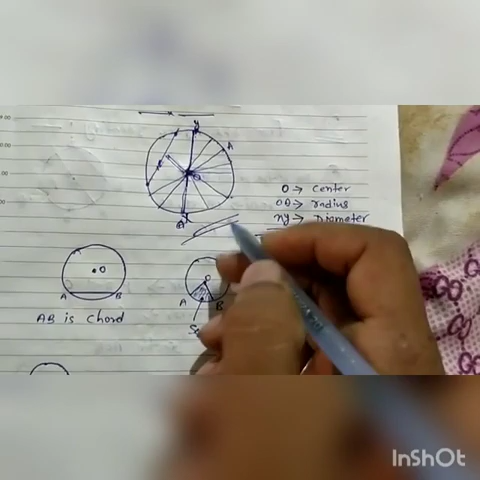 O → Center
OA → radius
xy → Diameter
O
O
A B
A B
AB is Chord
InShOt